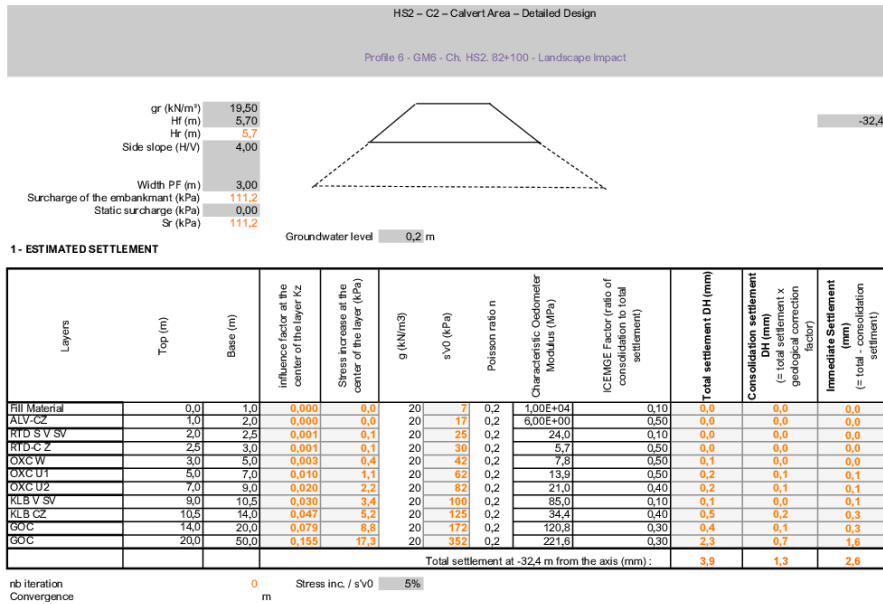 HS2 – C2 – Calvert Area – Detailed Design
Profile 6 - GM6 - Ch. HS2. 82+100 - Landscape Impact
gr (kN/m³) 19,50
Hf (m) 5,70
Hr (m) 5,7
-32,4
Side slope (H/V) 4,00
Width PF (m) 3,00
Surcharge of the embankmant (kPa) 111,2
Static surcharge (kPa) 0,00
Sr (kPa) 111,2
Groundwater level 0,2 m
1 - ESTIMATED SETTLEMENT
Layers
Top (m)
Base (m)
influence factor at the
center of the layer Kz
Stress increase at the
center of the layer (kPa)
g (kN/m3)
s'v0 (kPa)
Poisson ratio n
Characteristic Oedometer
Modulus (MPa)
ICEMGE Factor (ratio of
consolidation to total
settlement)
Total settlement DH (mm)
Consolidation settlement
DH (mm)
(= total settlement x
geological correction
factor)
Immediate Settlement
(mm)
(= total - consolidation
settlment)
Fill Material 0,0 1,0 0,000 0,0 20 7 0,2 1,00E+04 0,10 0,0 0,0 0,0
ALV-CZ 1,0 2,0 0,000 0,0 20 17 0,2 6,00E+00 0,50 0,0 0,0 0,0
RTD S V SV 2,0 2,5 0,001 0,1 20 25 0,2 24,0 0,10 0,0 0,0 0,0
RTD-C Z 2,5 3,0 0,001 0,1 20 30 0,2 5,7 0,50 0,0 0,0 0,0
OXC W 3,0 5,0 0,003 0,4 20 42 0,2 7,8 0,50 0,1 0,0 0,0
OXC U1 5,0 7,0 0,010 1,1 20 62 0,2 13,9 0,50 0,2 0,1 0,1
OXC U2 7,0 9,0 0,020 2,2 20 82 0,2 21,0 0,40 0,2 0,1 0,1
KLB V SV 9,0 10,5 0,030 3,4 20 100 0,2 85,0 0,10 0,1 0,0 0,1
KLB CZ 10,5 14,0 0,047 5,2 20 125 0,2 34,4 0,40 0,5 0,2 0,3
GOC 14,0 20,0 0,079 8,8 20 172 0,2 120,8 0,30 0,4 0,1 0,3
GOC 20,0 50,0 0,155 17,3 20 352 0,2 221,6 0,30 2,3 0,7 1,6
Total settlement at -32,4 m from the axis (mm) : 3,9 1,3 2,6
nb iteration 0 Stress inc. / s'v0 5%
Convergence m